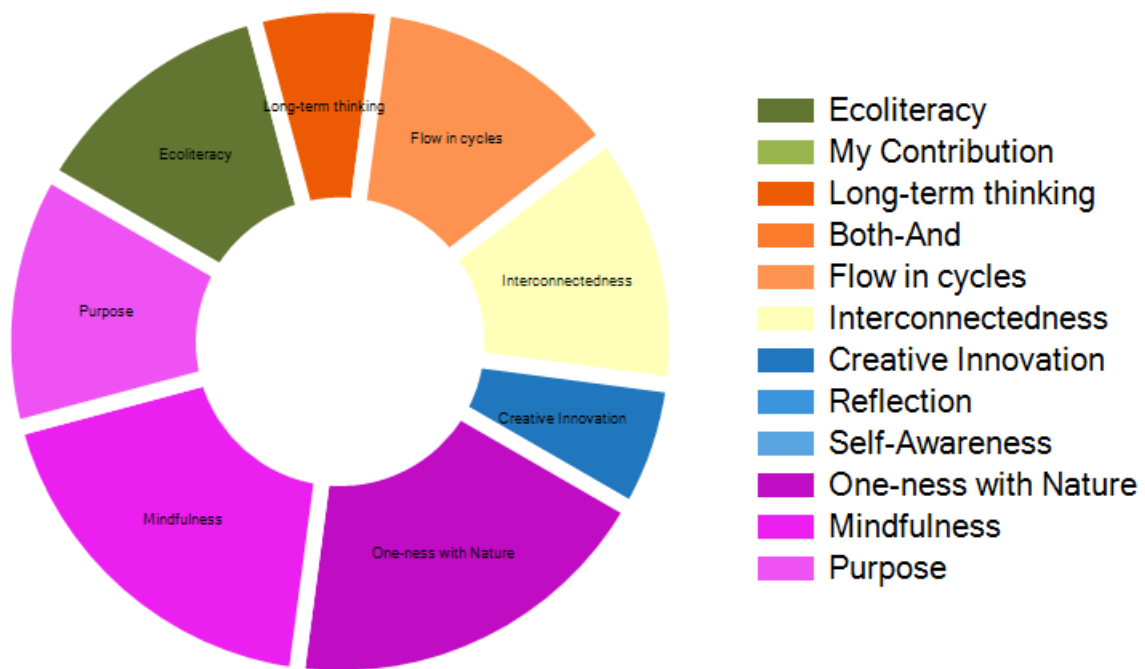 Long-term thinking
Flow in cycles
Ecoliteracy
Interconnectedness
Purpose
Creative Innovation
Mindfulness
One-ness with Nature
Ecoliteracy
My Contribution
Long-term thinking
Both-And
Flow in cycles
Interconnectedness
Creative Innovation
Reflection
Self-Awareness
One-ness with Nature
Mindfulness
Purpose